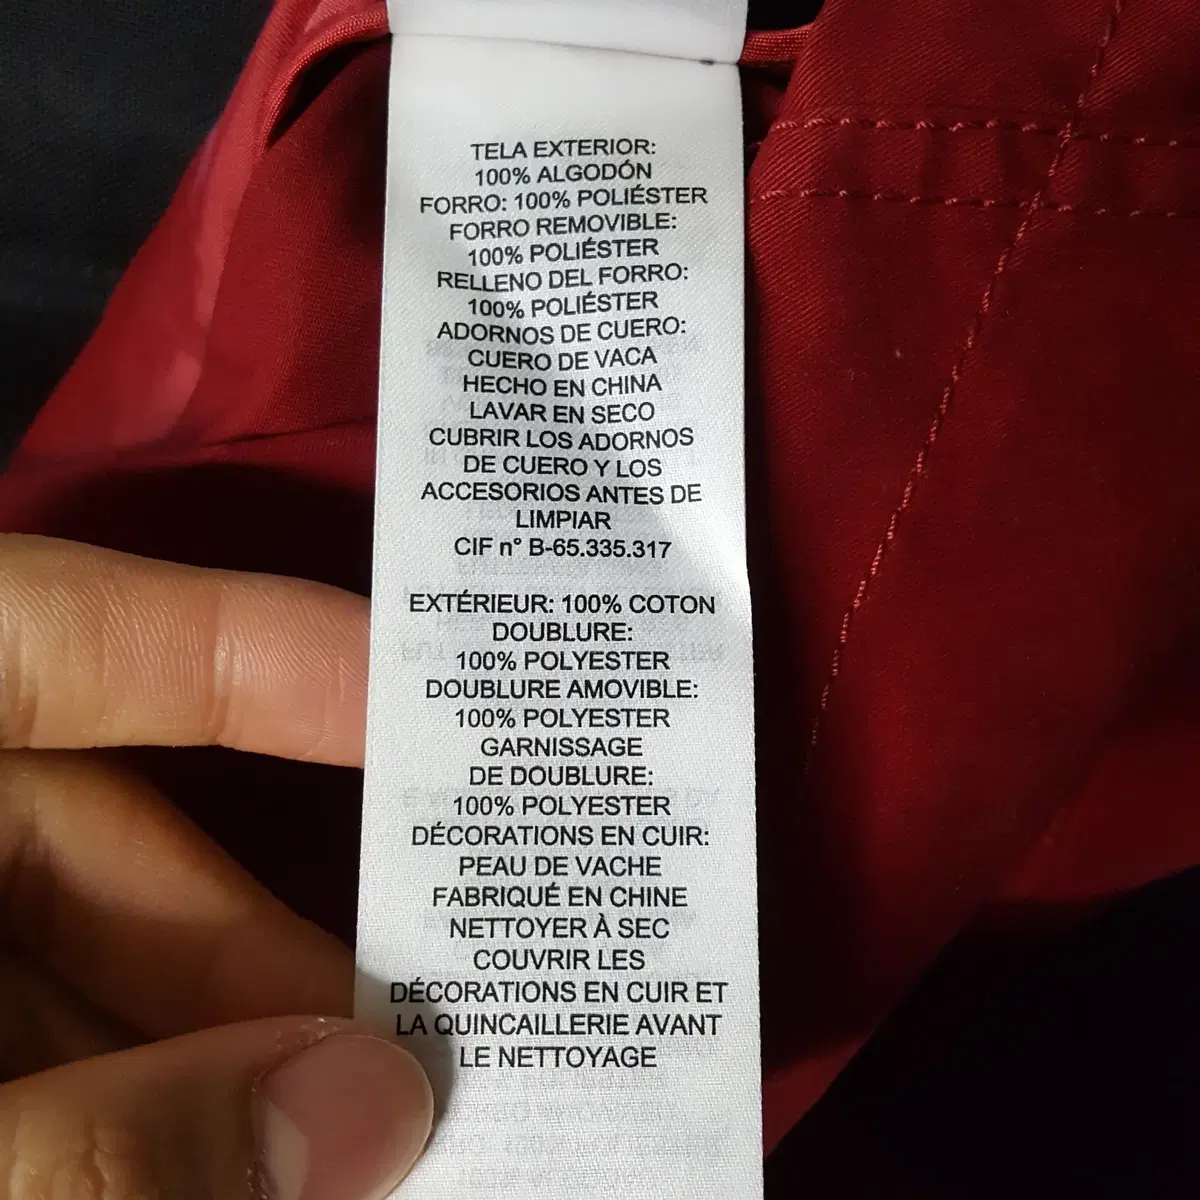 TELA EXTERIOR:
100% ALGODÓN
FORRO: 100% POLIÉSTER
FORRO REMOVIBLE:
100% POLIÉSTER
RELLENO DEL FORRO:
100% POLIÉSTER
ADORNOS DE CUERO:
CUERO DE VACA
HECHO EN CHINA
LAVAR EN SECO
CUBRIR LOS ADORNOS
DE CUERO Y LOS
ACCESORIOS ANTES DE
LIMPIAR
CIF n° B-65.335.317
EXTÉRIEUR: 100% COTON
DOUBLURE:
100% POLYESTER
DOUBLURE AMOVIBLE:
100% POLYESTER
GARNISSAGE
DE DOUBLURE:
100% POLYESTER
DÉCORATIONS EN CUIR:
PEAU DE VACHE
FABRIQUÉ EN CHINE
NETTOYER À SEC
COUVRIR LES
DÉCORATIONS EN CUIR ET
LA QUINCAILLERIE AVANT
LE NETTOYAGE